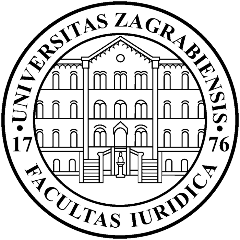 ·UNIVERSITAS ZAGRABIENSIS·
17 76
FACULTAS IURIDICA